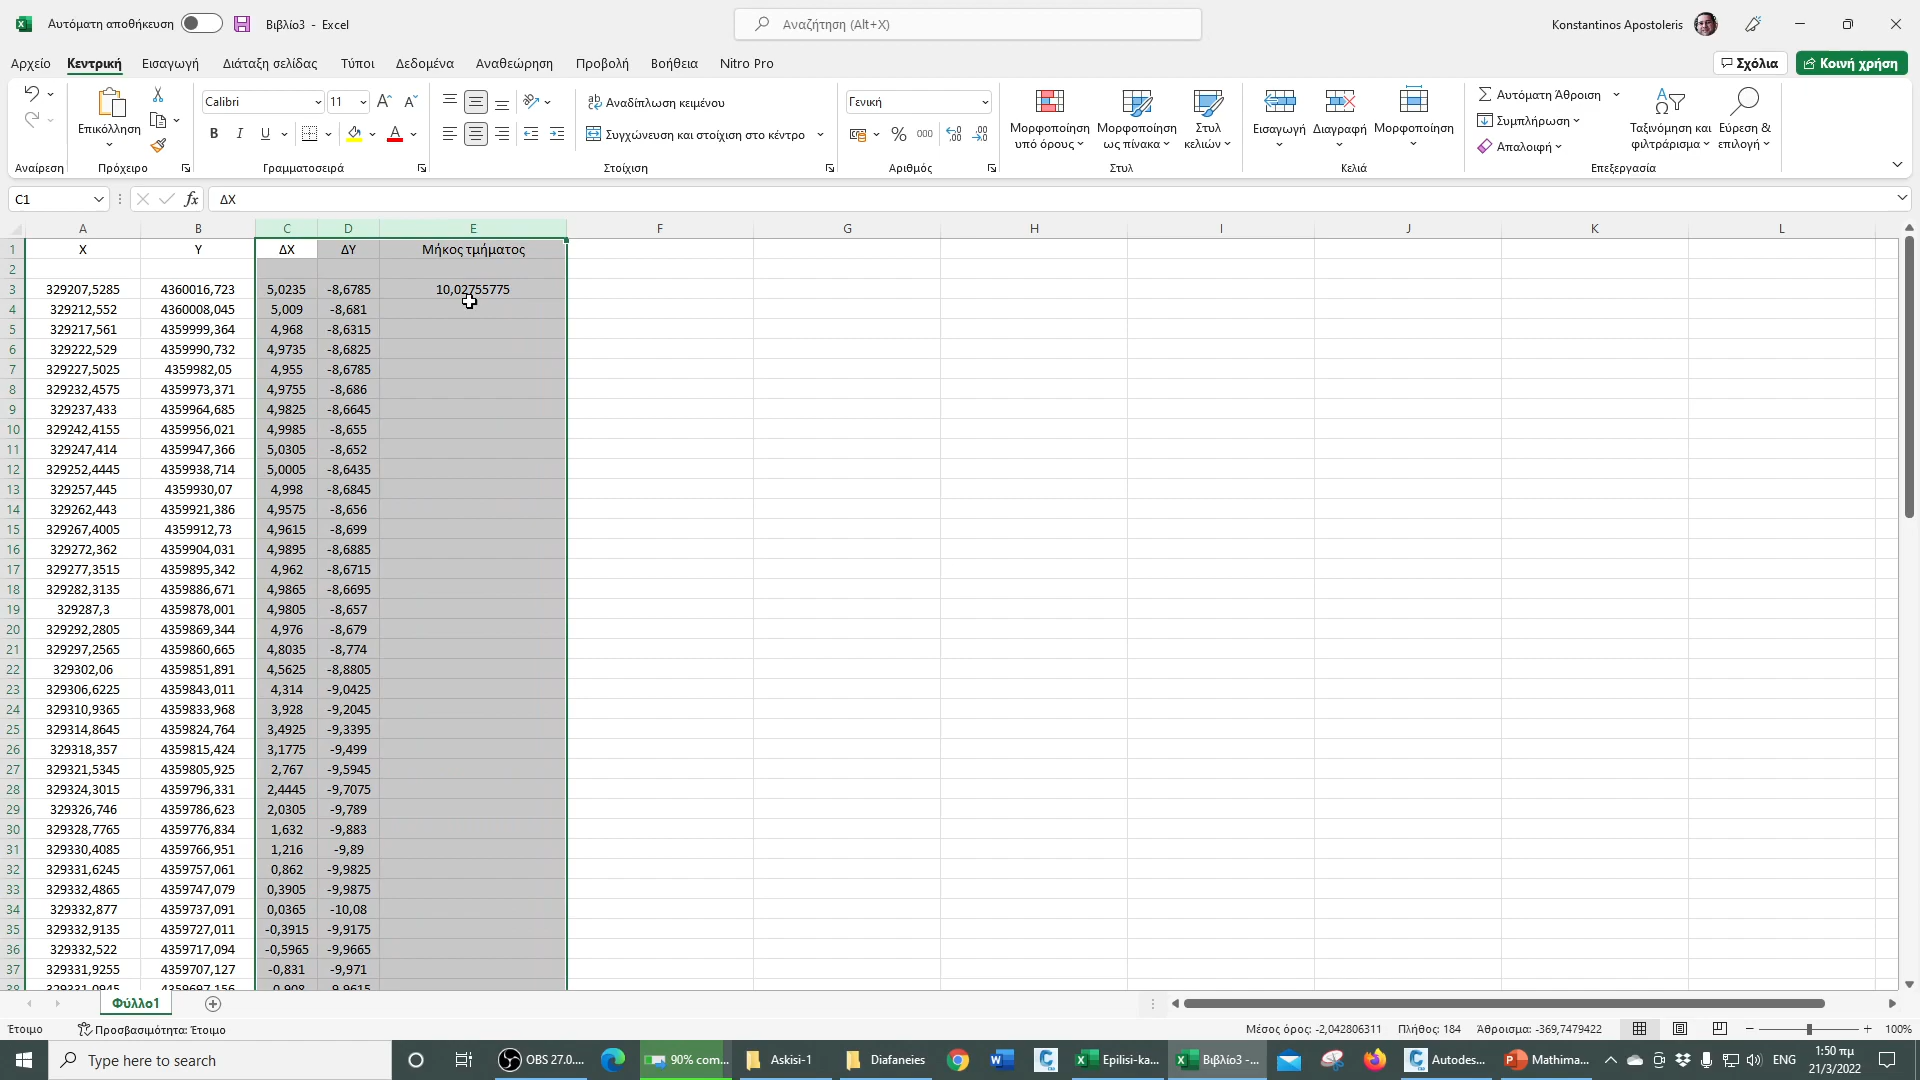 Αυτόματη αποθήκευση Βιβλίο3 - Excel Αναζήτηση (Alt+X) Konstantinos Apostoleris
Αρχείο Κεντρική Εισαγωγή Διάταξη σελίδας Τύποι Δεδομένα Αναθεώρηση Προβολή Βοήθεια Nitro Pro Σχόλια Κοινή χρήση
Επικόλληση Calibri 11 Αναδίπλωση κειμένου Γενική Μορφοποίηση υπό όρους Μορφοποίηση ως πίνακα Στυλ κελιών Εισαγωγή Διαγραφή Μορφοποίηση Αυτόματη Άθροιση Ταξινόμηση και φιλτράρισμα Εύρεση & επιλογή
B I U A Συγχώνευση και στοίχιση στο κέντρο % 000 Συμπλήρωση
Απαλοιφή
Αναίρεση Πρόχειρο Γραμματοσειρά Στοίχιση Αριθμός Στυλ Κελιά Επεξεργασία
C1 fx ΔX
A B C D E F G H I J K L
1 X Y ΔX ΔY Μήκος τμήματος
2
3 329207,5285 4360016,723 5,0235 -8,6785 10,02755775
4 329212,552 4360008,045 5,009 -8,681
5 329217,561 4359999,364 4,968 -8,6315
6 329222,529 4359990,732 4,9735 -8,6825
7 329227,5025 4359982,05 4,955 -8,6785
8 329232,4575 4359973,371 4,9755 -8,686
9 329237,433 4359964,685 4,9825 -8,6645
10 329242,4155 4359956,021 4,9985 -8,655
11 329247,414 4359947,366 5,0305 -8,652
12 329252,4445 4359938,714 5,0005 -8,6435
13 329257,445 4359930,07 4,998 -8,6845
14 329262,443 4359921,386 4,9575 -8,656
15 329267,4005 4359912,73 4,9615 -8,699
16 329272,362 4359904,031 4,9895 -8,6885
17 329277,3515 4359895,342 4,962 -8,6715
18 329282,3135 4359886,671 4,9865 -8,6695
19 329287,3 4359878,001 4,9805 -8,657
20 329292,2805 4359869,344 4,976 -8,679
21 329297,2565 4359860,665 4,8035 -8,774
22 329302,06 4359851,891 4,5625 -8,8805
23 329306,6225 4359843,011 4,314 -9,0425
24 329310,9365 4359833,968 3,928 -9,2045
25 329314,8645 4359824,764 3,4925 -9,3395
26 329318,357 4359815,424 3,1775 -9,499
27 329321,5345 4359805,925 2,767 -9,5945
28 329324,3015 4359796,331 2,4445 -9,7075
29 329326,746 4359786,623 2,0305 -9,789
30 329328,7765 4359776,834 1,632 -9,883
31 329330,4085 4359766,951 1,216 -9,89
32 329331,6245 4359757,061 0,862 -9,9825
33 329332,4865 4359747,079 0,3905 -9,9875
34 329332,877 4359737,091 0,0365 -10,08
35 329332,9135 4359727,011 -0,3915 -9,9175
36 329332,522 4359717,094 -0,5965 -9,9665
37 329331,9255 4359707,127 -0,831 -9,971
38 329331,0945 4359697,156 -0,908 -9,9615
Φύλλο1
Έτοιμο Προσβασιμότητα: Έτοιμο Μέσος όρος: -2,042806311 Πλήθος: 184 Άθροισμα: -369,7479422 100%
Type here to search OBS 27.0.... 90% com... Askisi-1 Diafaneies Epilisi-ka... Βιβλίο3 -... Autodes... Mathima... ENG 1:50 πμ
21/3/2022